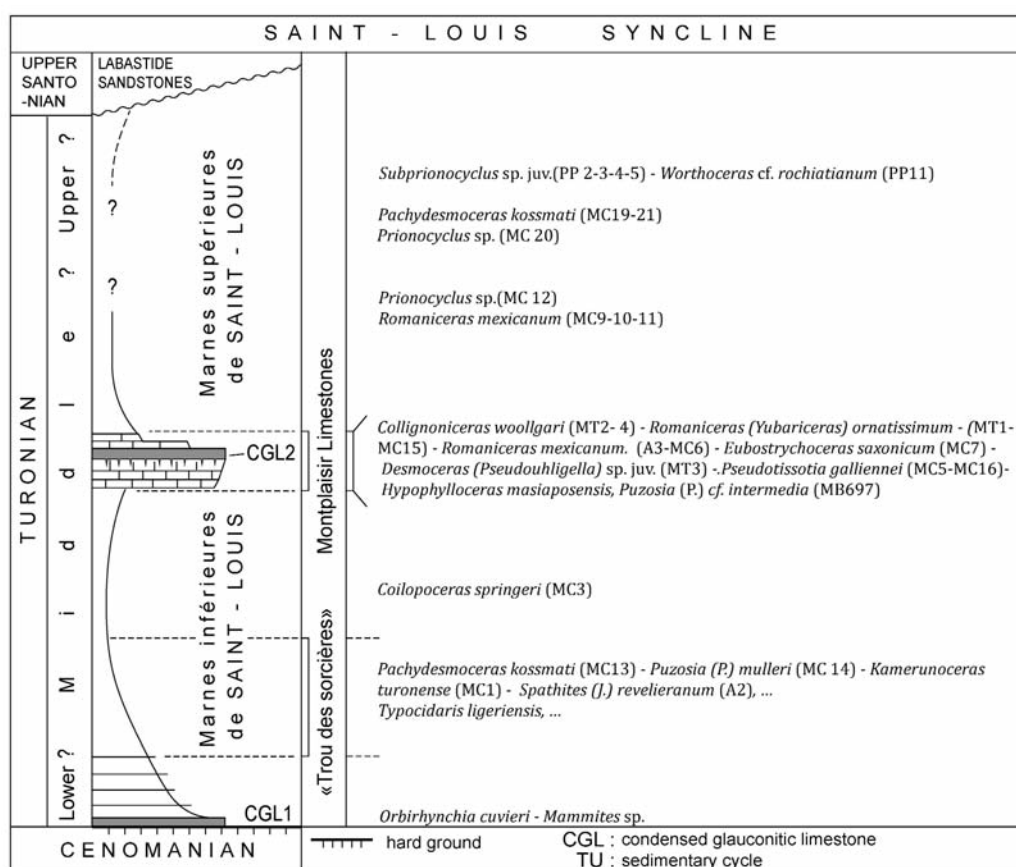 SAINT - LOUIS SYNCLINE
UPPER SANTO -NIAN
LABASTIDE SANDSTONES
TURONIAN
Upper ?
Middle ?
Lower ?
?
?
Marnes supérieures de SAINT - LOUIS
Marnes inférieures de SAINT - LOUIS
CGL2
CGL1
Montplaisir Limestones
«Trou des sorcières»
Subprionocyclus sp. juv.(PP 2-3-4-5) - Worthoceras cf. rochiatianum (PP11)
Pachydesmoceras kossmati (MC19-21)
Prionocyclus sp. (MC 20)
Prionocyclus sp.(MC 12)
Romaniceras mexicanum (MC9-10-11)
Collignoniceras woollgari (MT2- 4) - Romaniceras (Yubariceras) ornatissimum - (MT1-
MC15) - Romaniceras mexicanum. (A3-MC6) - Eubostrychoceras saxonicum (MC7) -
Desmoceras (Pseudouhligella) sp. juv. (MT3) -.Pseudotissotia galliennei (MC5-MC16)-
Hypophylloceras masiaposensis, Puzosia (P.) cf. intermedia (MB697)
Coilopoceras springeri (MC3)
Pachydesmoceras kossmati (MC13) - Puzosia (P.) mulleri (MC 14) - Kamerunoceras
turonense (MC1) - Spathites (J.) revelieranum (A2), ...
Typocidaris ligeriensis, ...
Orbirhynchia cuvieri - Mammites sp.
CENOMANIAN
hard ground
CGL : condensed glauconitic limestone
TU : sedimentary cycle